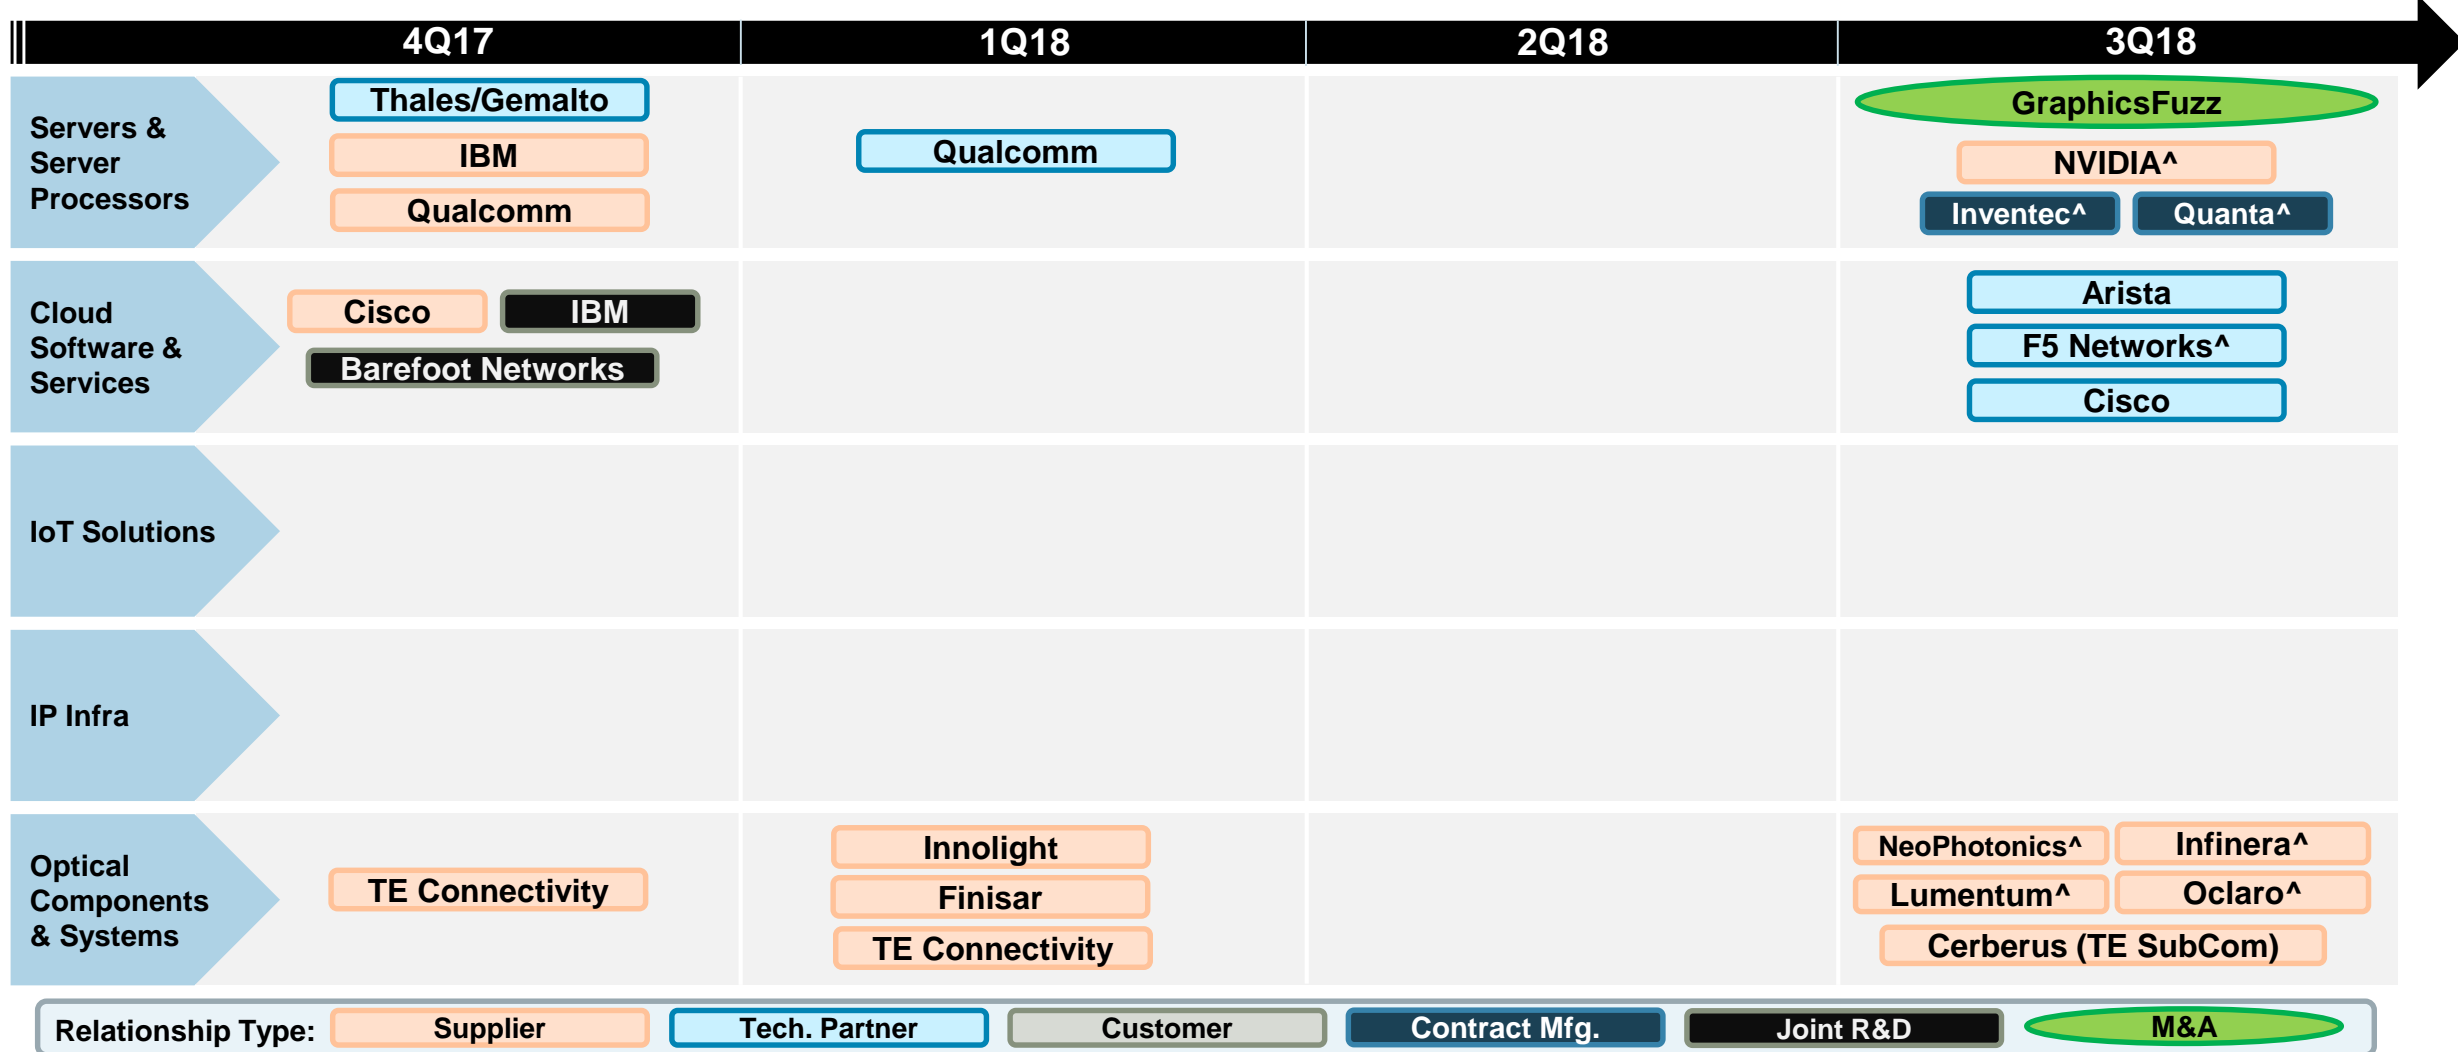 4Q17 1Q18 2Q18 3Q18
Servers &
Server
Processors
Thales/Gemalto
IBM
Qualcomm
Qualcomm
GraphicsFuzz
NVIDIA^
Inventec^ Quanta^
Cloud
Software &
Services
Cisco IBM
Barefoot Networks
Arista
F5 Networks^
Cisco
IoT Solutions
IP Infra
Optical
Components
& Systems
TE Connectivity
Innolight
Finisar
TE Connectivity
NeoPhotonics^ Infinera^
Lumentum^ Oclaro^
Cerberus (TE SubCom)
Relationship Type: Supplier Tech. Partner Customer Contract Mfg. Joint R&D M&A